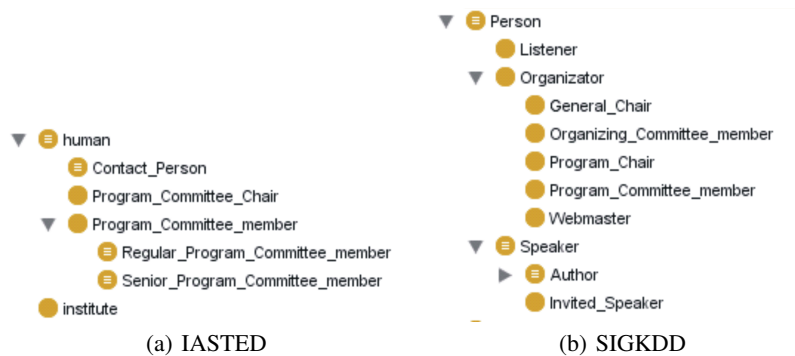 human
Contact_Person
Program_Committee_Chair
Program_Committee_member
Regular_Program_Committee_member
Senior_Program_Committee_member
institute
(a) IASTED
Person
Listener
Organizator
General_Chair
Organizing_Committee_member
Program_Chair
Program_Committee_member
Webmaster
Speaker
Author
Invited_Speaker
(b) SIGKDD